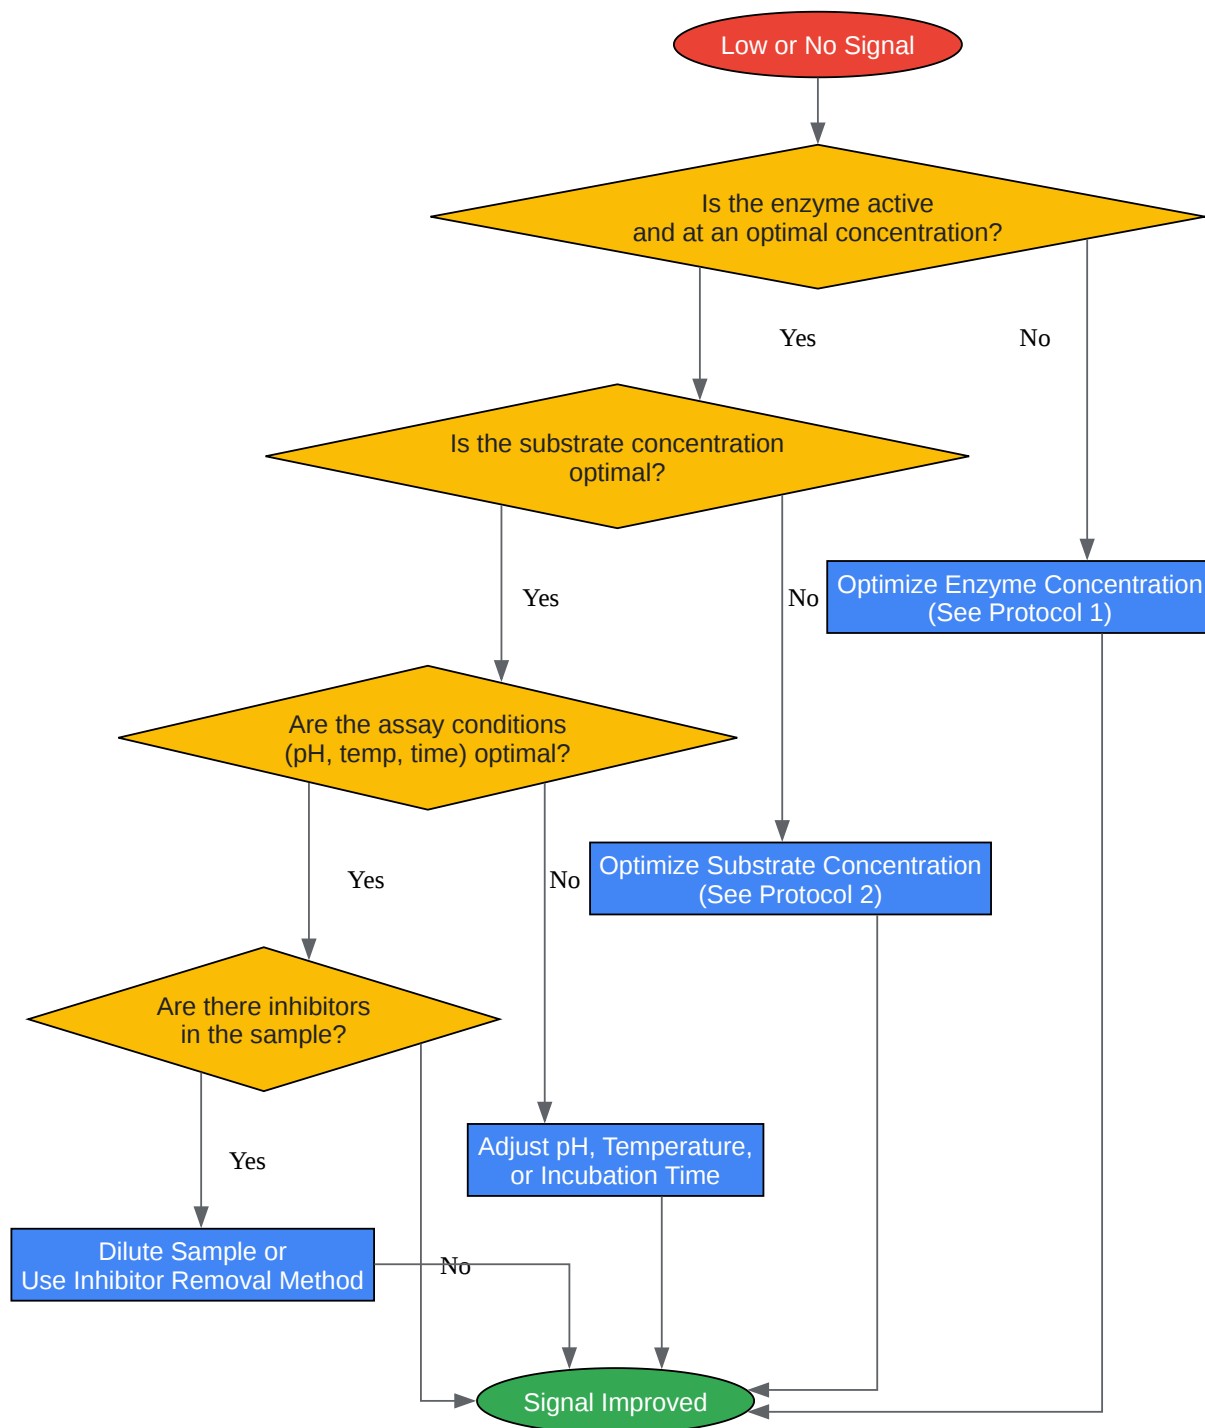 Low or No Signal
Is the enzyme active
and at an optimal concentration?
Yes
No
Is the substrate concentration
optimal?
Yes
No
Optimize Enzyme Concentration
(See Protocol 1)
Are the assay conditions
(pH, temp, time) optimal?
Yes
No
Optimize Substrate Concentration
(See Protocol 2)
Are there inhibitors
in the sample?
Yes
Adjust pH, Temperature,
or Incubation Time
Dilute Sample or
Use Inhibitor Removal Method
No
Signal Improved